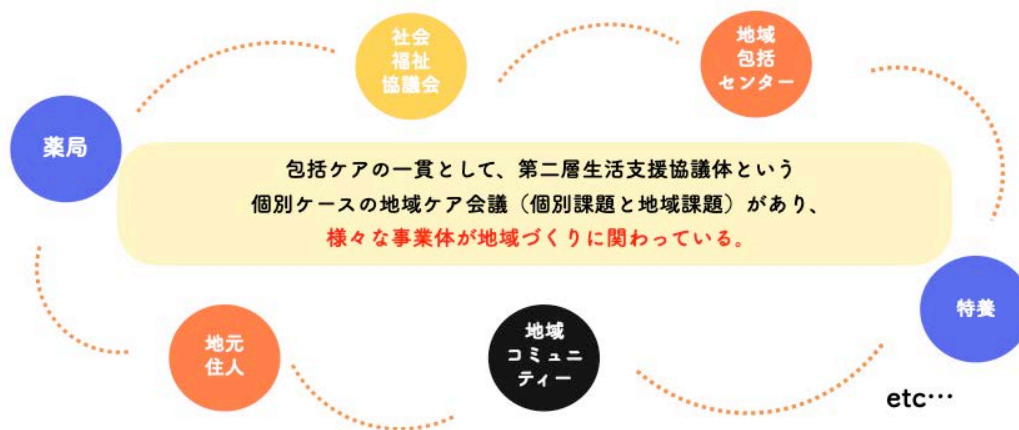 社会
福祉
協議会
地域
包括
センター
薬局
包括ケアの一貫として、第二層生活支援協議体という
個別ケースの地域ケア会議（個別課題と地域課題）があり、
様々な事業体が地域づくりに関わっている。
特養
地元
住人
地域
コミュニ
ティー
etc…